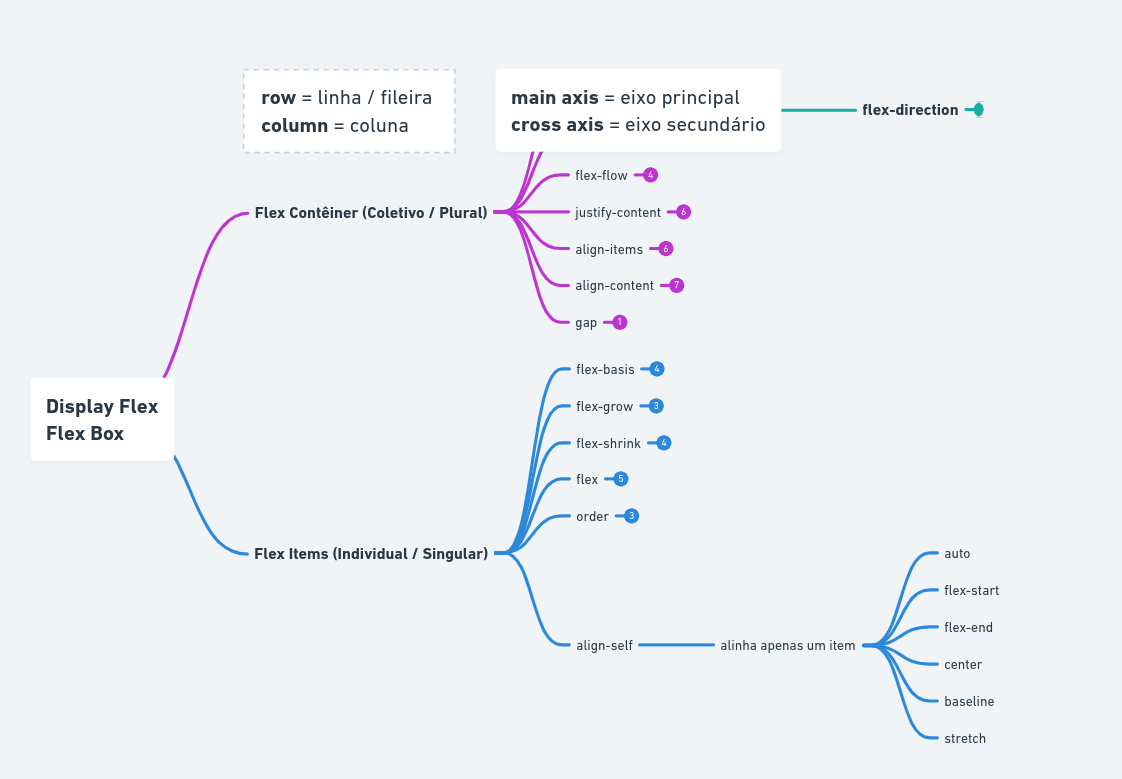 row = linha / fileira
column = coluna
main axis = eixo principal
cross axis = eixo secundário
flex-direction
flex-flow 4
Flex Contêiner (Coletivo / Plural)
justify-content 6
align-items 6
align-content 7
gap 1
Display Flex
Flex Box
flex-basis 4
flex-grow 3
flex-shrink 4
flex 5
order 3
Flex Items (Individual / Singular)
align-self
alinha apenas um item
auto
flex-start
flex-end
center
baseline
stretch